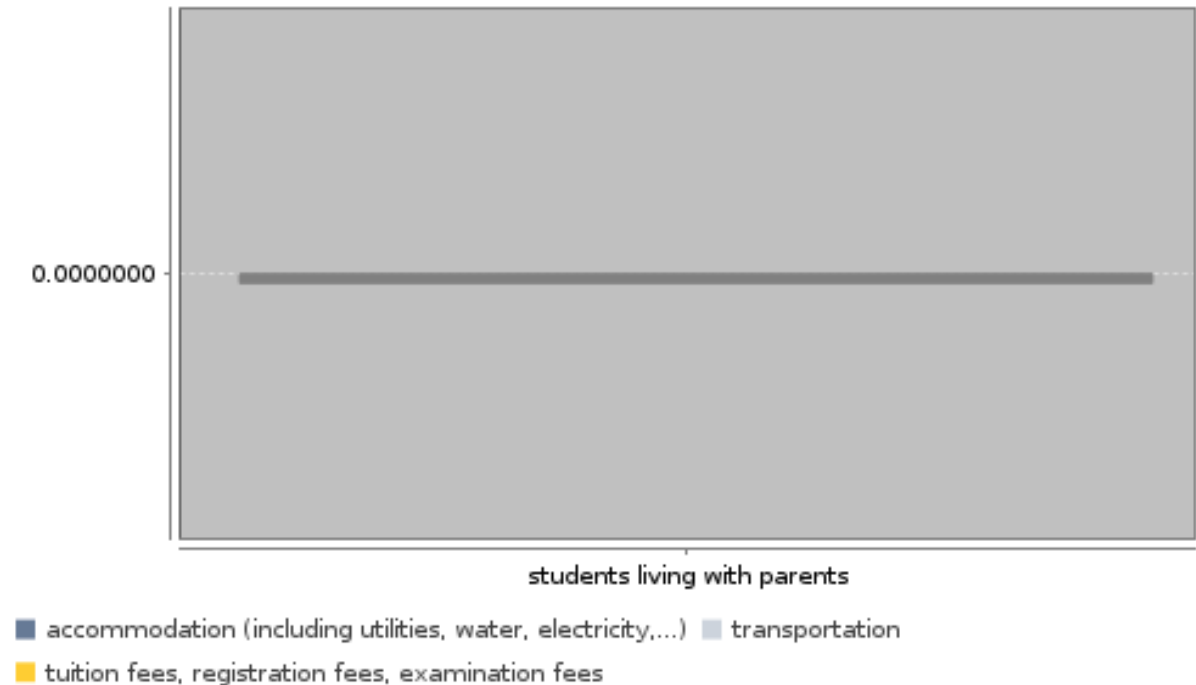 0.0000000
students living with parents
accommodation (including utilities, water, electricity,...) transportation
tuition fees, registration fees, examination fees